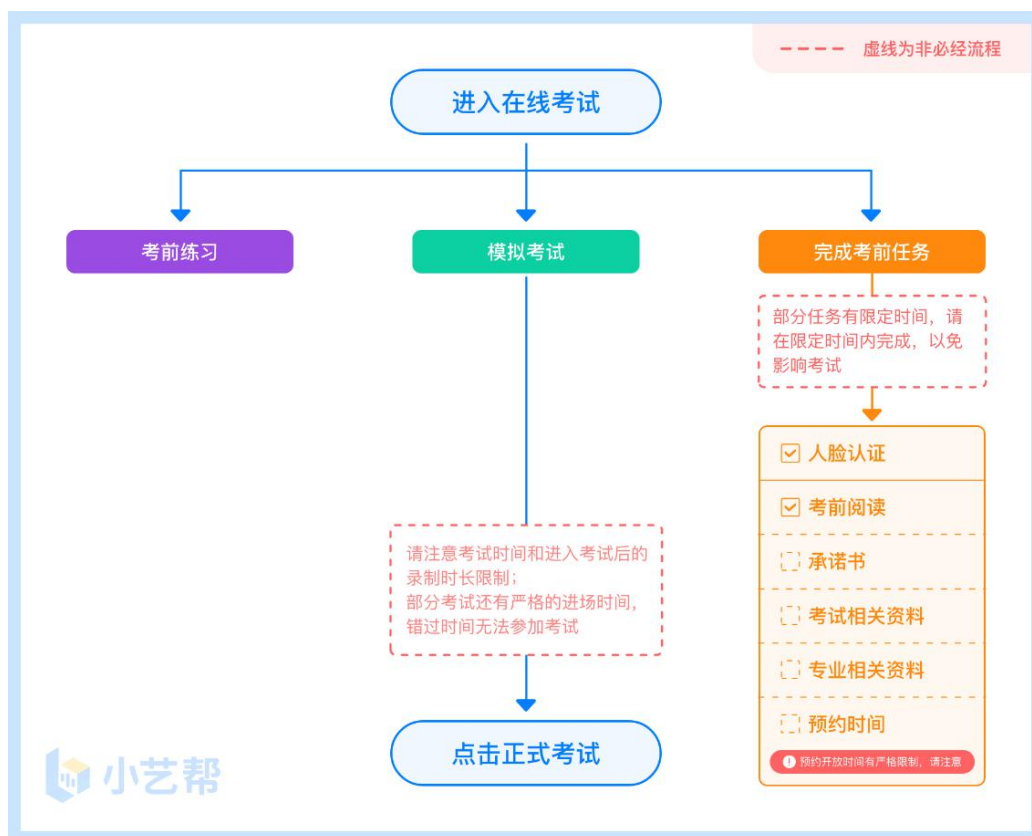 虚线为非必经流程
进入在线考试
考前练习
模拟考试
完成考前任务
部分任务有限定时间，请
在限定时间内完成，以免
影响考试
人脸认证
考前阅读
承诺书
考试相关资料
专业相关资料
预约时间
预约开放时间有严格限制，请注意
请注意考试时间和进入考试后的
录制时长限制；
部分考试还有严格的进场时间，
错过时间无法参加考试
点击正式考试
小艺帮